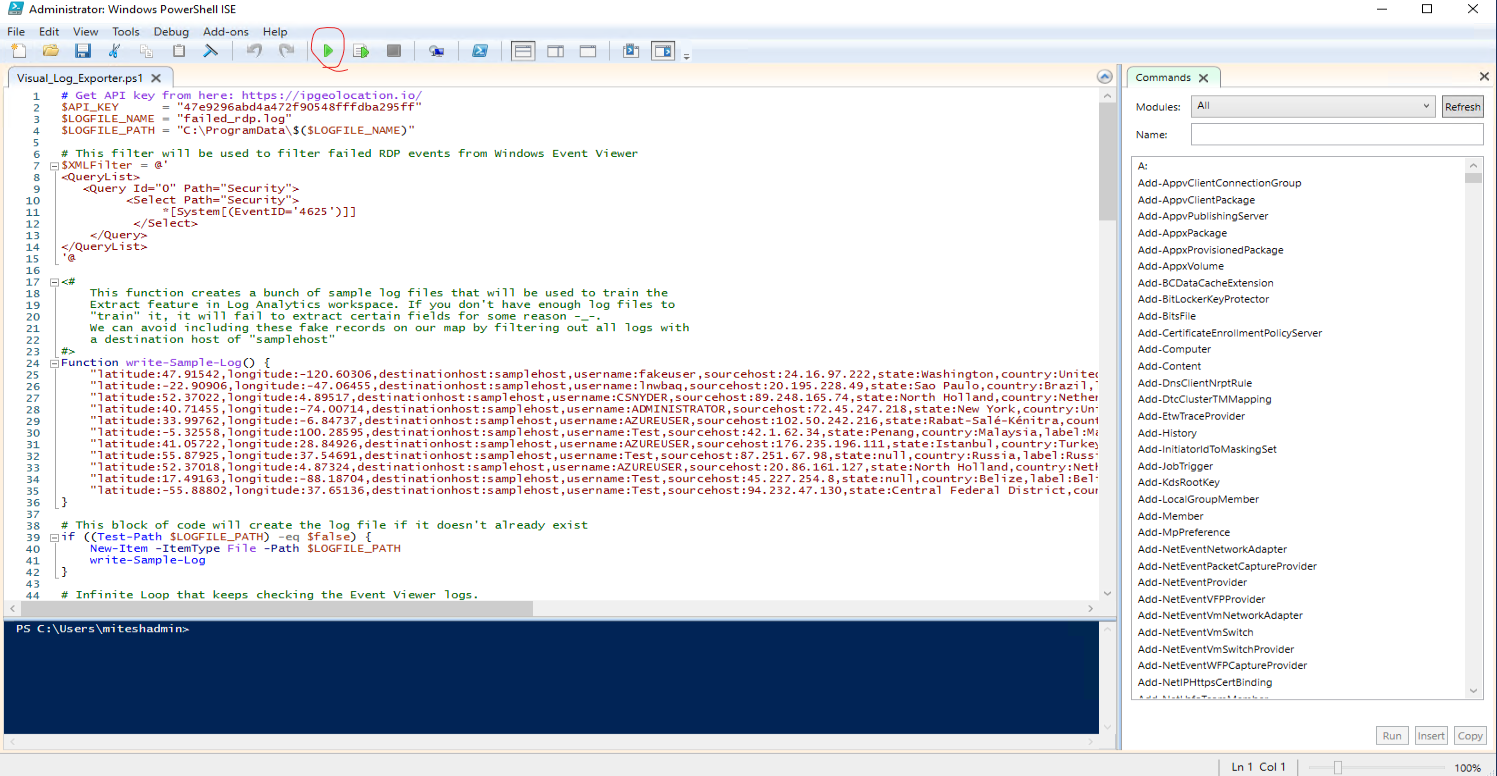 Administrator: Windows PowerShell ISE
File Edit View Tools Debug Add-ons Help
Visual_Log_Exporter.ps1
1 # Get API key from here: https://ipgeolocation.io/
2 $API_KEY = "47e9296abd4a472f90548fffdba295ff"
3 $LOGFILE_NAME = "failed_rdp.log"
4 $LOGFILE_PATH = "C:\ProgramData\$($LOGFILE_NAME)"
5
6 # This filter will be used to filter failed RDP events from Windows Event Viewer
7 $XMLFilter = @'
8 <QueryList>
9 <Query Id="0" Path="Security">
10 <Select Path="Security">
11 *[System[(EventID='4625')]]
12 </Select>
13 </Query>
14 </QueryList>
15 '@
16
17 <#
18 This function creates a bunch of sample log files that will be used to train the
19 Extract feature in Log Analytics workspace. If you don't have enough log files to
20 "train" it, it will fail to extract certain fields for some reason -_-.
21 We can avoid including these fake records on our map by filtering out all logs with
22 a destination host of "samplehost"
23 #>
24 Function write-Sample-Log() {
25 "latitude:47.91542,longitude:-120.60306,destinationhost:samplehost,username:fakeuser,sourcehost:24.16.97.222,state:Washington,country:United
26 "latitude:-22.90906,longitude:-47.06455,destinationhost:samplehost,username:lnwbaq,sourcehost:20.195.228.49,state:Sao Paulo,country:Brazil,l
27 "latitude:52.37022,longitude:4.89517,destinationhost:samplehost,username:CSNYDER,sourcehost:89.248.165.74,state:North Holland,country:Nether
28 "latitude:40.71455,longitude:-74.00714,destinationhost:samplehost,username:ADMINISTRATOR,sourcehost:72.45.247.218,state:New York,country:Uni
29 "latitude:33.99762,longitude:-6.84737,destinationhost:samplehost,username:AZUREUSER,sourcehost:102.50.242.216,state:Rabat-Salé-Kénitra,count
30 "latitude:-5.32558,longitude:100.28595,destinationhost:samplehost,username:Test,sourcehost:42.1.62.34,state:Penang,country:Malaysia,label:Ma
31 "latitude:41.05722,longitude:28.84926,destinationhost:samplehost,username:AZUREUSER,sourcehost:176.235.196.111,state:Istanbul,country:Turkey
32 "latitude:55.87925,longitude:37.54691,destinationhost:samplehost,username:Test,sourcehost:87.251.67.98,state:null,country:Russia,label:Russi
33 "latitude:52.37018,longitude:4.87324,destinationhost:samplehost,username:AZUREUSER,sourcehost:20.86.161.127,state:North Holland,country:Neth
34 "latitude:17.49163,longitude:-88.18704,destinationhost:samplehost,username:Test,sourcehost:45.227.254.8,state:null,country:Belize,label:Beli
35 "latitude:-55.88802,longitude:37.65136,destinationhost:samplehost,username:Test,sourcehost:94.232.47.130,state:Central Federal District,coun
36 }
37
38 # This block of code will create the log file if it doesn't already exist
39 if ((Test-Path $LOGFILE_PATH) -eq $false) {
40 New-Item -ItemType File -Path $LOGFILE_PATH
41 write-Sample-Log
42 }
43
44 # Infinite Loop that keeps checking the Event Viewer logs.
PS C:\Users\miteshadmin>
Commands
Modules: All Refresh
Name:
A:
Add-AppvClientConnectionGroup
Add-AppvClientPackage
Add-AppvPublishingServer
Add-AppxPackage
Add-AppxProvisionedPackage
Add-AppxVolume
Add-BCDataCacheExtension
Add-BitLockerKeyProtector
Add-BitsFile
Add-CertificateEnrollmentPolicyServer
Add-Computer
Add-Content
Add-DnsClientNrptRule
Add-DtcClusterTMMapping
Add-EtwTraceProvider
Add-History
Add-InitiatorIdToMaskingSet
Add-JobTrigger
Add-KdsRootKey
Add-LocalGroupMember
Add-Member
Add-MpPreference
Add-NetEventNetworkAdapter
Add-NetEventPacketCaptureProvider
Add-NetEventProvider
Add-NetEventVFPProvider
Add-NetEventVmNetworkAdapter
Add-NetEventVmSwitch
Add-NetEventVmSwitchProvider
Add-NetEventWFPCaptureProvider
Add-NetIPHttpsCertBinding
Run Insert Copy
Ln 1 Col 1 100%